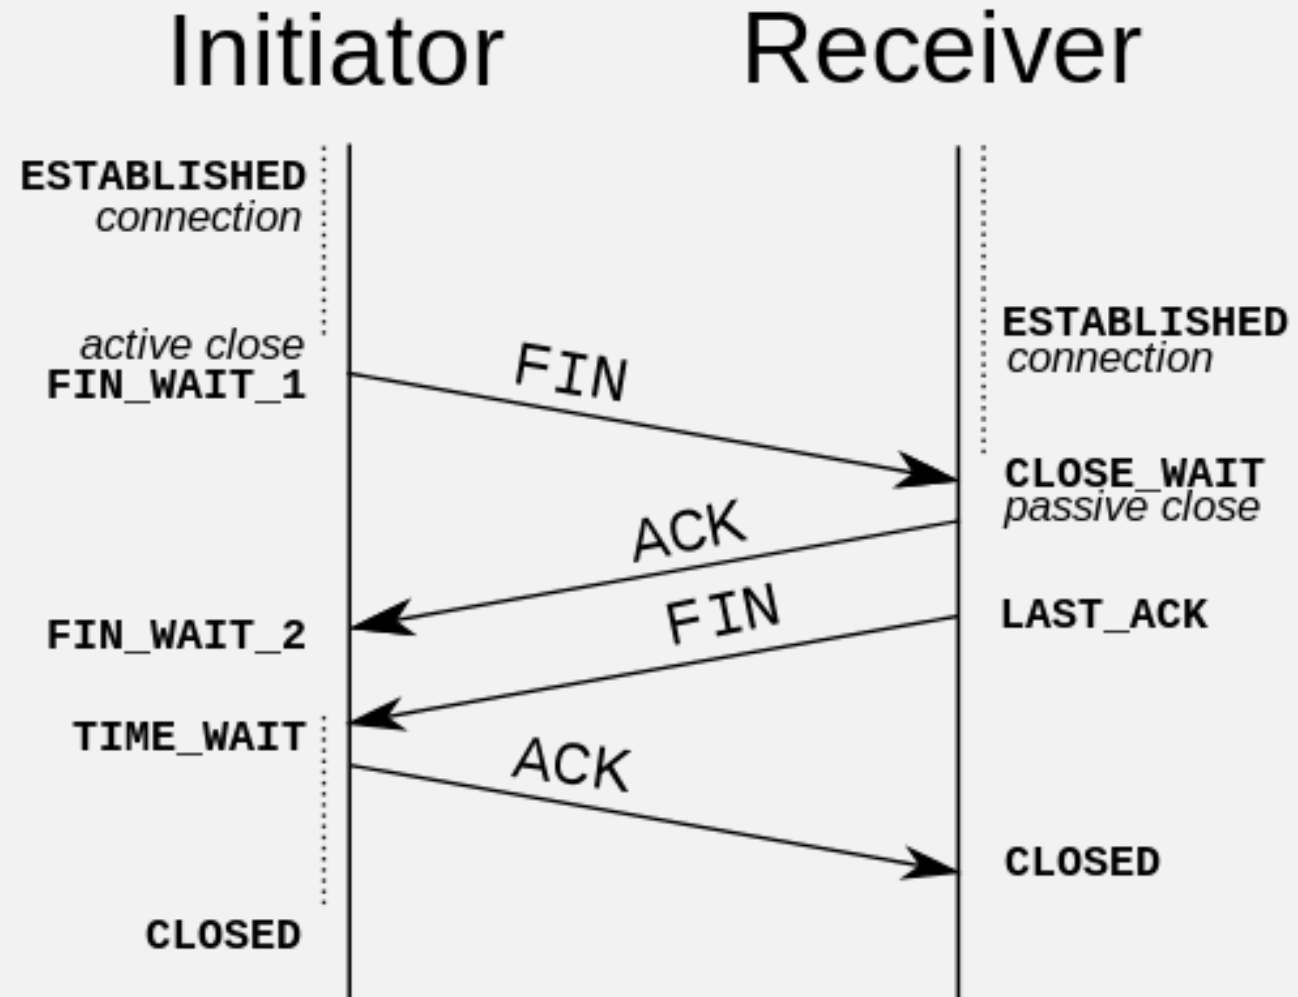 Initiator
Receiver
ESTABLISHED
connection
active close
FIN_WAIT_1
FIN
ESTABLISHED
connection
CLOSE_WAIT
passive close
ACK
FIN_WAIT_2
FIN
LAST_ACK
TIME_WAIT
ACK
CLOSED
CLOSED